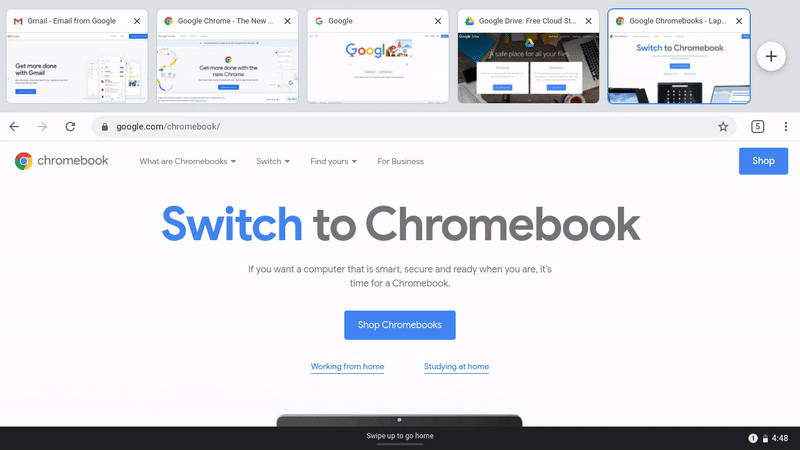 Gmail - Email from Google
Google Chrome - The New ...
Google
Google Drive: Free Cloud St...
Google Chromebooks - Lap...
Get more done
with Gmail
Get more done with the
new Chrome
Google
A safe place for all your files
Switch to Chromebook
google.com/chromebook/
5
chromebook
What are Chromebooks
Switch
Find yours
For Business
Shop
Switch to Chromebook
If you want a computer that is smart, secure and ready when you are, it's
time for a Chromebook.
Shop Chromebooks
Working from home
Studying at home
Swipe up to go home
1
4:48